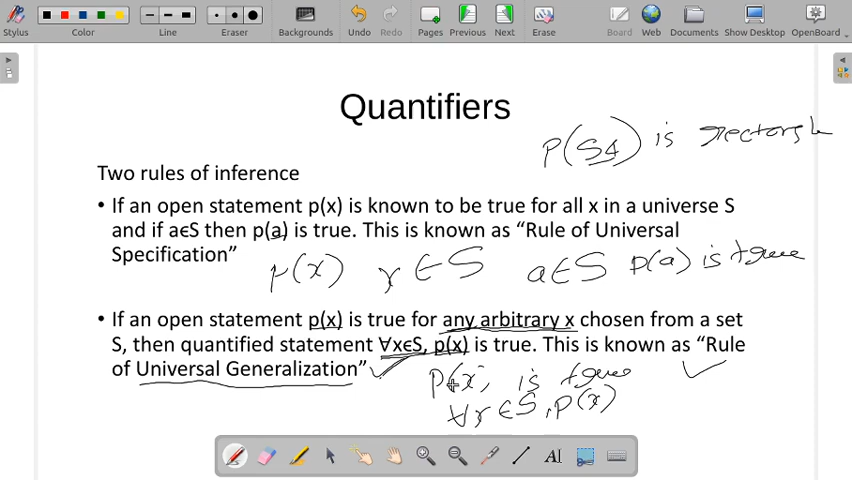 Stylus Color Line Eraser Backgrounds Undo Redo Pages Previous Next Erase Board Web Documents Show Desktop OpenBoard
Quantifiers
P(S4) is
Two rules of inference
• If an open statement p(x) is known to be true for all x in a universe S
and if aϵS then p(a) is true. This is known as “Rule of Universal
Specification”
p(x) x ∈ S a ∈ S p(a) is true
• If an open statement p(x) is true for any arbitrary x chosen from a set
S, then quantified statement ∀xϵS, p(x) is true. This is known as “Rule
of Universal Generalization”
P(x) is true
∀x ∈ S, P(x)